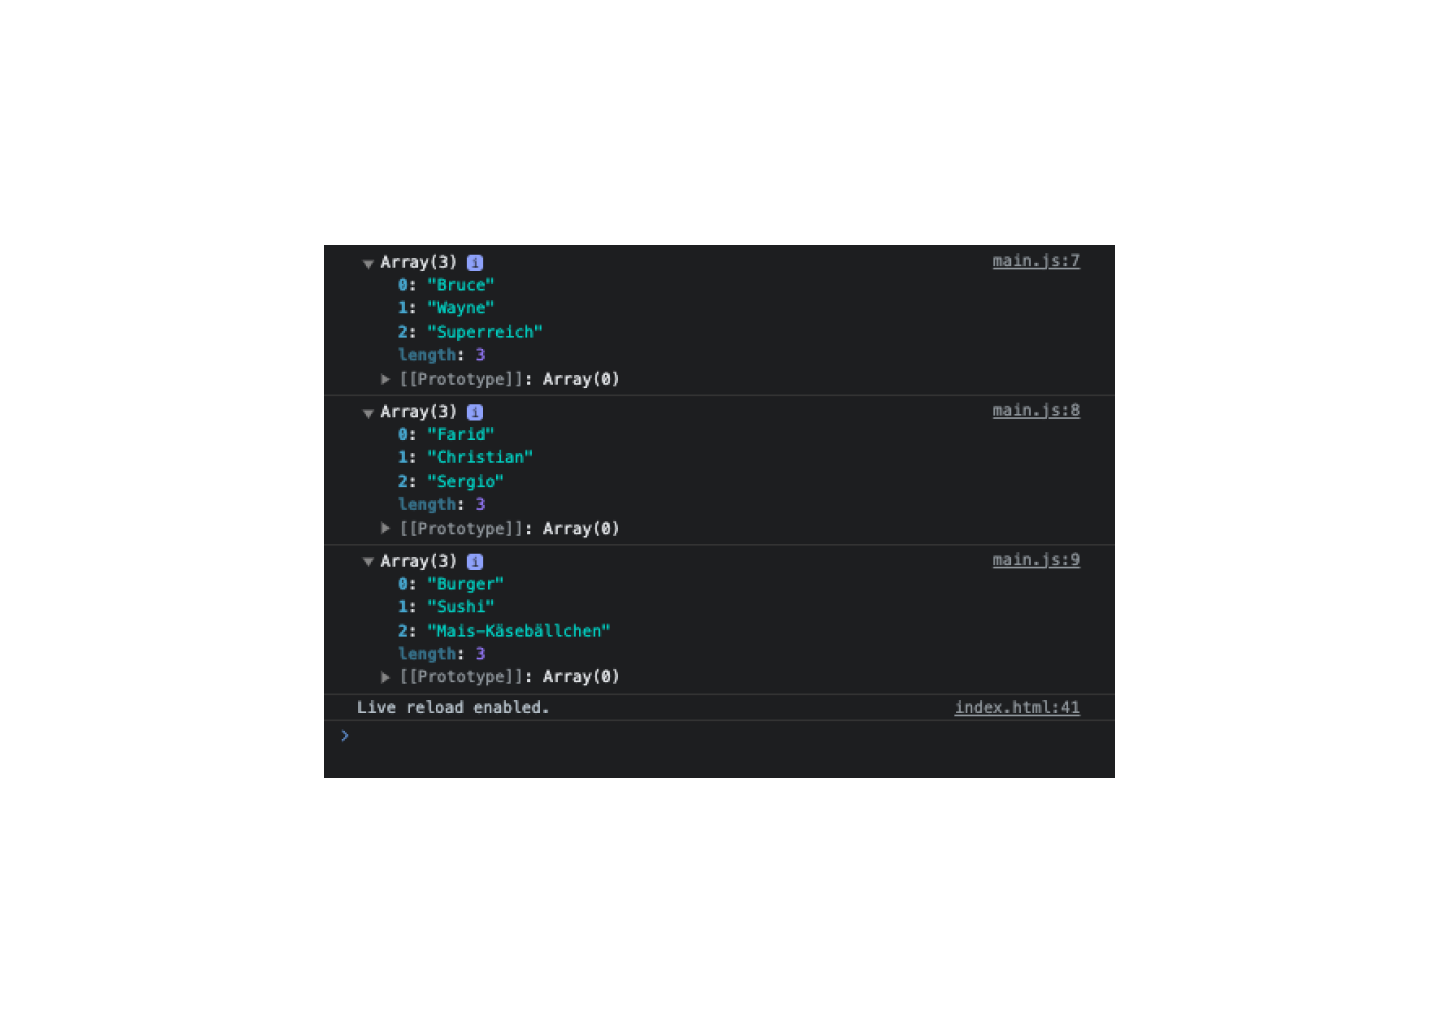 ▼ Array(3) i main.js:7
0: "Bruce"
1: "Wayne"
2: "Superreich"
length: 3
▶ [[Prototype]]: Array(0)
▼ Array(3) i main.js:8
0: "Farid"
1: "Christian"
2: "Sergio"
length: 3
▶ [[Prototype]]: Array(0)
▼ Array(3) i main.js:9
0: "Burger"
1: "Sushi"
2: "Mais-Käsebällchen"
length: 3
▶ [[Prototype]]: Array(0)
Live reload enabled. index.html:41
>